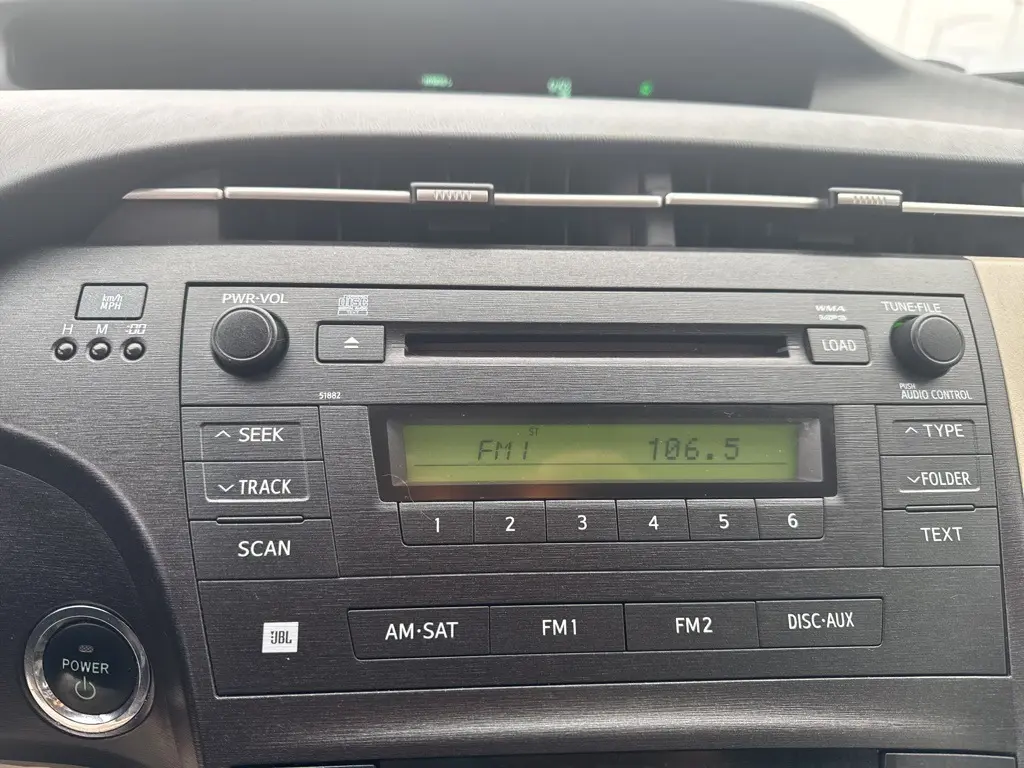 km/h
MPH
H M :00
PWR·VOL
disc
TEXT
WMA
MP3
TUNE·FILE
LOAD
PUSH
AUDIO CONTROL
51882
SEEK
TRACK
SCAN
ST
FM1 106.5
1 2 3 4 5 6
TYPE
FOLDER
TEXT
JBL
AM·SAT FM1 FM2 DISC·AUX
POWER